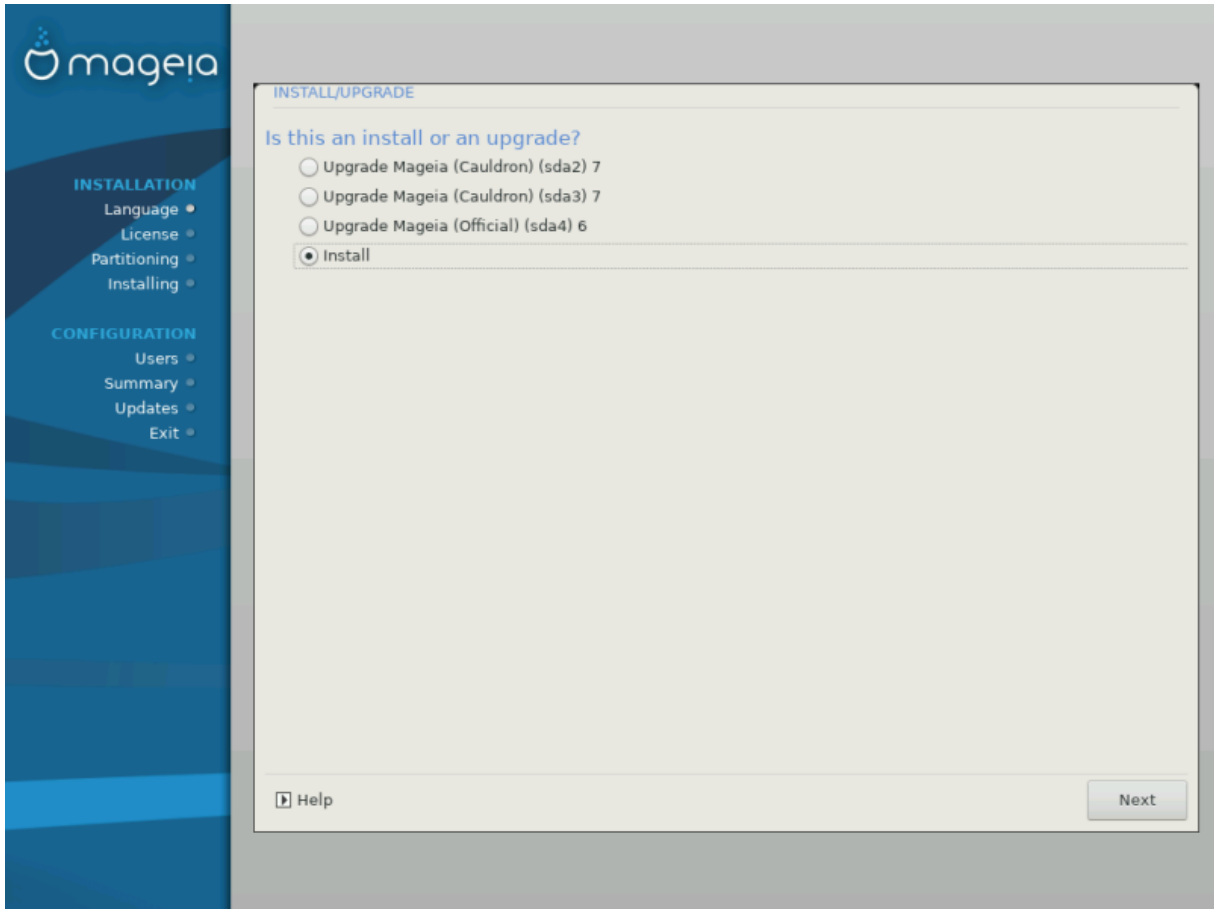 mageia
INSTALLATION
Language
License
Partitioning
Installing
CONFIGURATION
Users
Summary
Updates
Exit
INSTALL/UPGRADE
Is this an install or an upgrade?
Upgrade Mageia (Cauldron) (sda2) 7
Upgrade Mageia (Cauldron) (sda3) 7
Upgrade Mageia (Official) (sda4) 6
Install
Help
Next